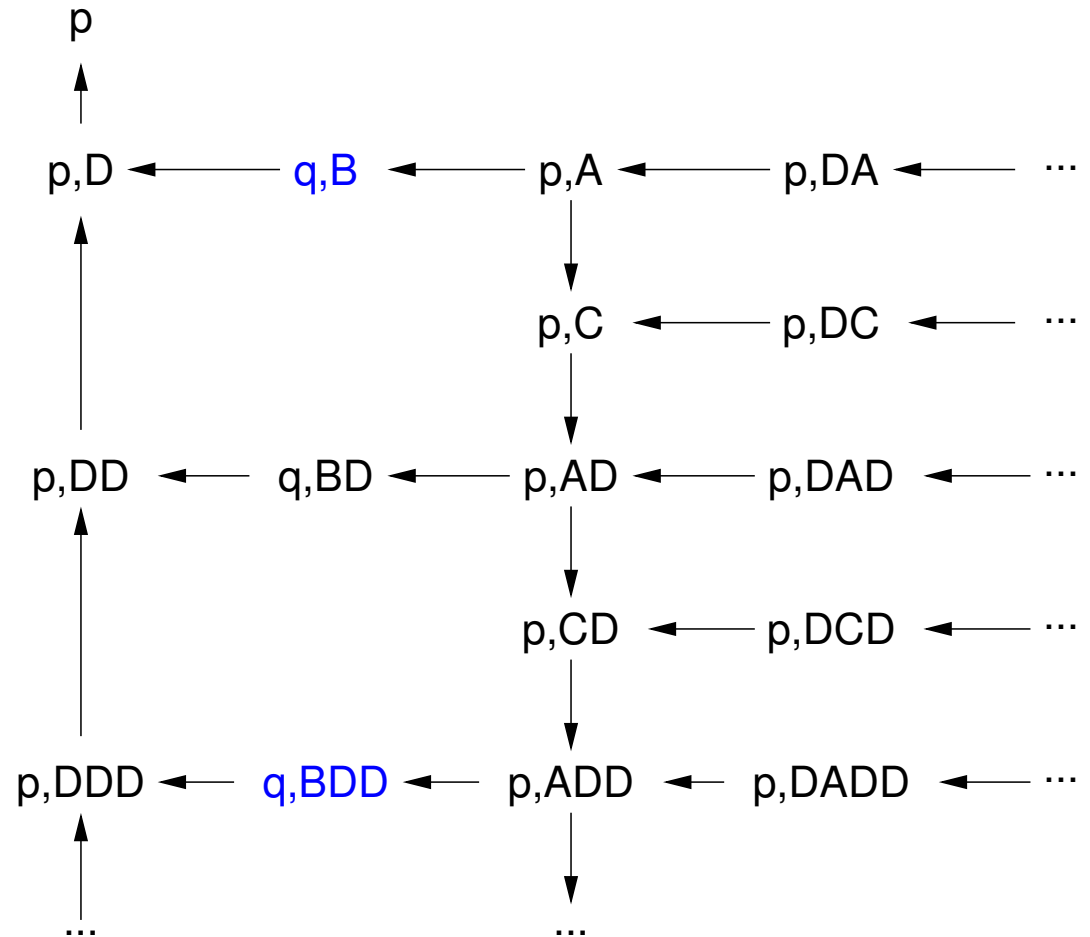 p
p,D q,B p,A p,DA ...
p,C p,DC ...
p,DD q,BD p,AD p,DAD ...
p,CD p,DCD ...
p,DDD q,BDD p,ADD p,DADD ...
... ...